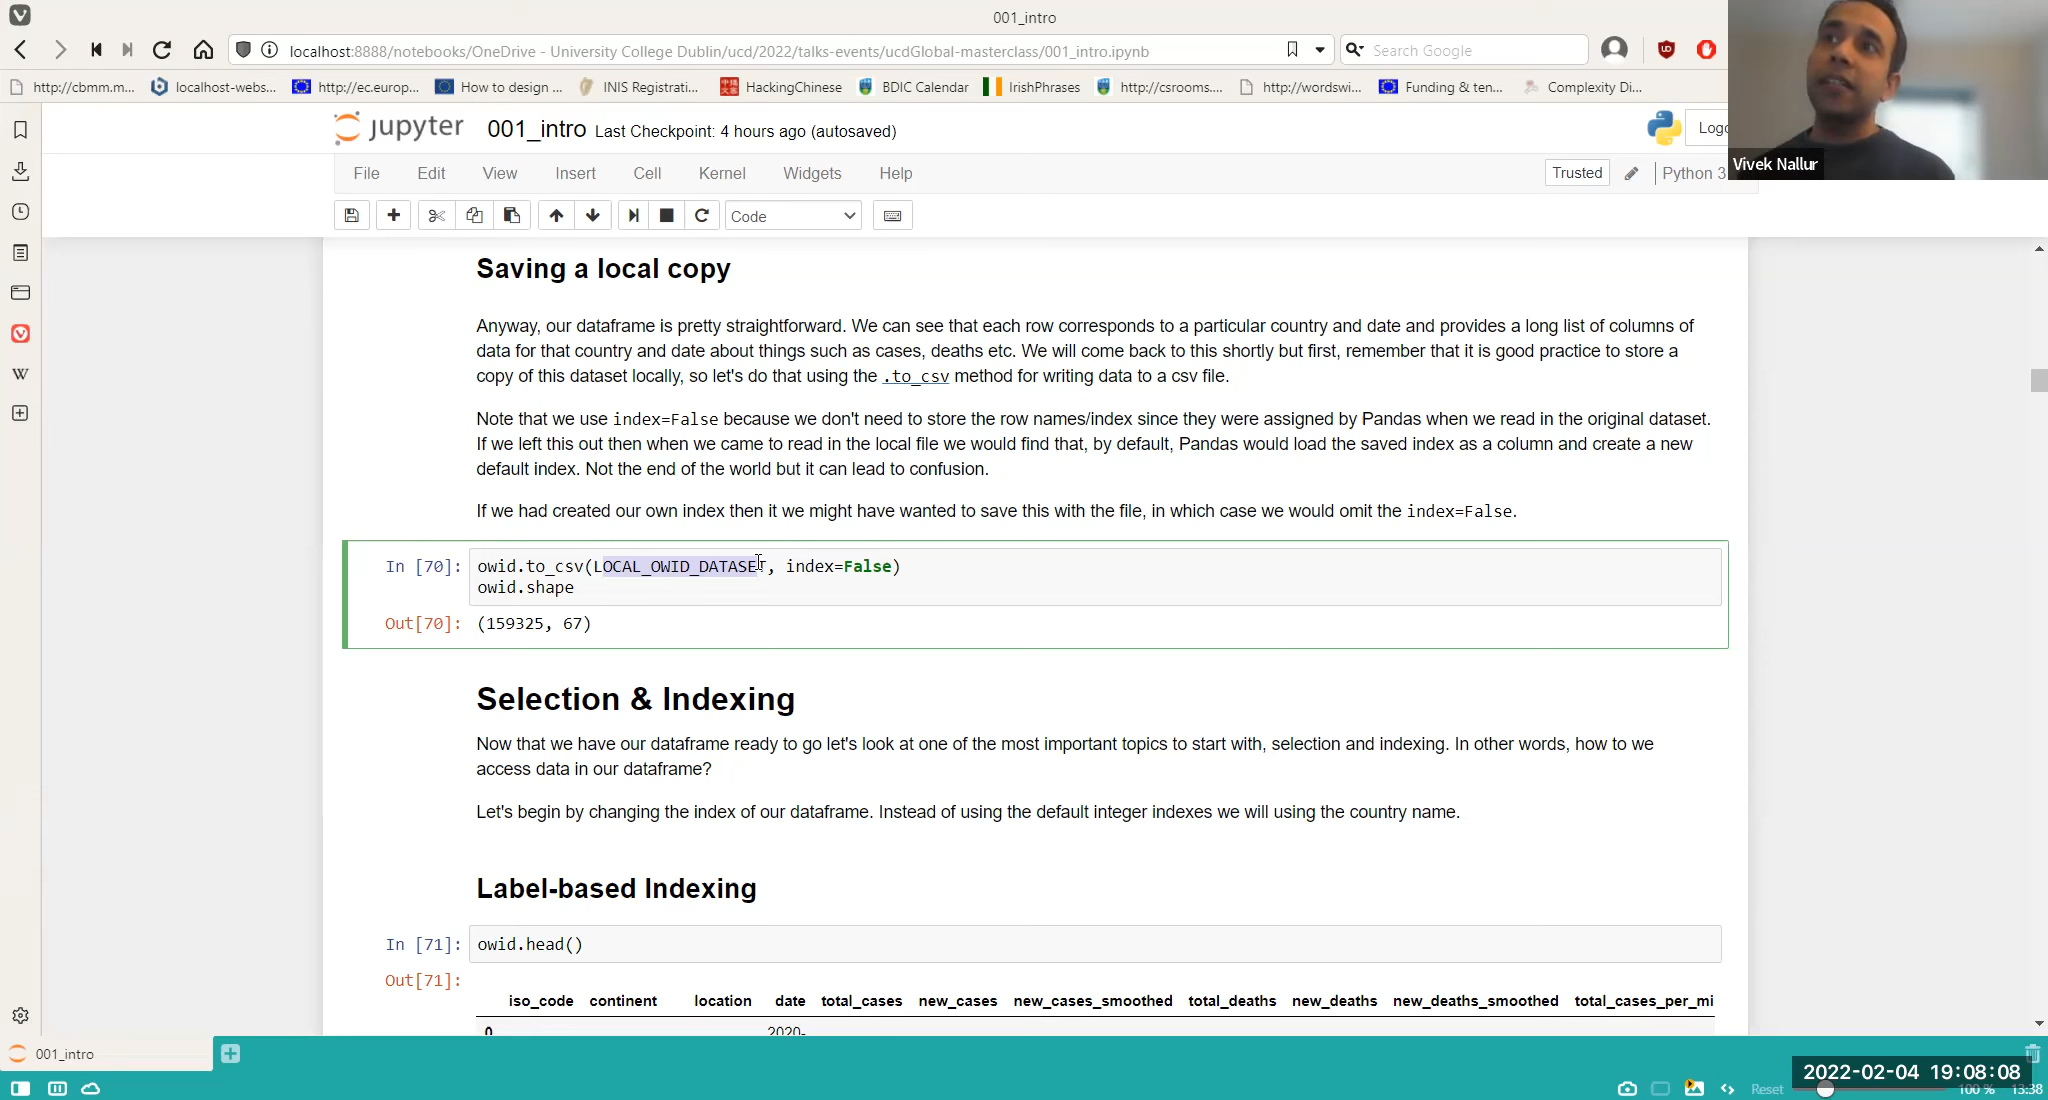 001_intro
localhost:8888/notebooks/OneDrive - University College Dublin/ucd/2022/talks-events/ucdGlobal-masterclass/001_intro.ipynb
Search Google
http://cbmm.m... localhost-webs... http://ec.europ... How to design ... INIS Registrati... HackingChinese BDIC Calendar IrishPhrases http://csrooms.... http://wordswi... Funding & ten... Complexity Di...
jupyter 001_intro Last Checkpoint: 4 hours ago (autosaved)
Logo
Vivek Nallur
File Edit View Insert Cell Kernel Widgets Help
Trusted Python 3
Code
Saving a local copy
Anyway, our dataframe is pretty straightforward. We can see that each row corresponds to a particular country and date and provides a long list of columns of
data for that country and date about things such as cases, deaths etc. We will come back to this shortly but first, remember that it is good practice to store a
copy of this dataset locally, so let's do that using the .to_csv method for writing data to a csv file.
Note that we use index=False because we don't need to store the row names/index since they were assigned by Pandas when we read in the original dataset.
If we left this out then when we came to read in the local file we would find that, by default, Pandas would load the saved index as a column and create a new
default index. Not the end of the world but it can lead to confusion.
If we had created our own index then it we might have wanted to save this with the file, in which case we would omit the index=False.
In [70]: owid.to_csv(LOCAL_OWID_DATASET, index=False)
owid.shape
Out[70]: (159325, 67)
Selection & Indexing
Now that we have our dataframe ready to go let's look at one of the most important topics to start with, selection and indexing. In other words, how to we
access data in our dataframe?
Let's begin by changing the index of our dataframe. Instead of using the default integer indexes we will using the country name.
Label-based Indexing
In [71]: owid.head()
Out[71]:
iso_code continent location date total_cases new_cases new_cases_smoothed total_deaths new_deaths new_deaths_smoothed total_cases_per_mi
0 2020-
001_intro
2022-02-04 19:08:08
Reset 100 % 13:38